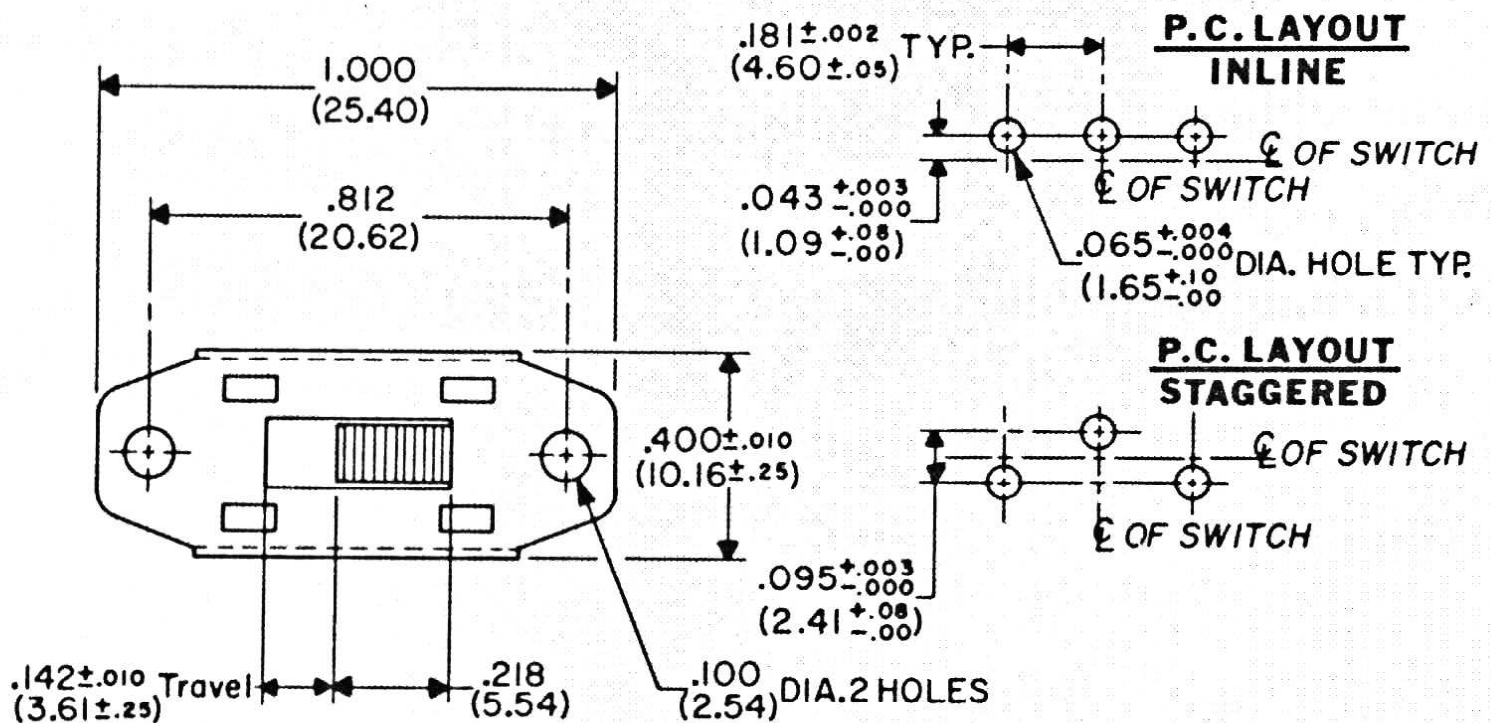 1.000
(25.40)
.812
(20.62)
.400±.010
(10.16±.25)
.142±.010 Travel
(3.61±.25)
.218
(5.54)
.100
(2.54) DIA. 2 HOLES
P.C. LAYOUT
INLINE
.181±.002 TYP.
(4.60±.05)
℄ OF SWITCH
℄ OF SWITCH
.043 +.003 -.000
(1.09 +.08 -.00)
.065 +.004 -.000 DIA. HOLE TYP.
(1.65 +.10 -.00
P.C. LAYOUT
STAGGERED
℄ OF SWITCH
℄ OF SWITCH
.095 +.003 -.000
(2.41 +.08 -.00)